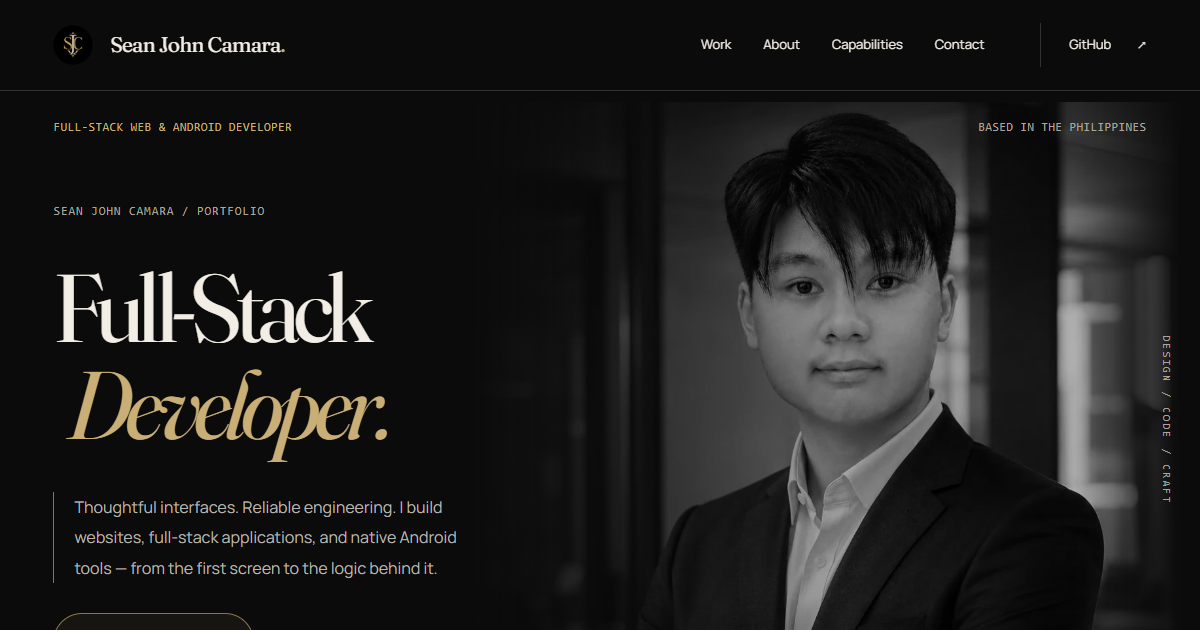 SJC
Sean John Camara.
Work About Capabilities Contact GitHub ↗
FULL-STACK WEB & ANDROID DEVELOPER
BASED IN THE PHILIPPINES
SEAN JOHN CAMARA / PORTFOLIO
Full-Stack
Developer.
Thoughtful interfaces. Reliable engineering. I build
websites, full-stack applications, and native Android
tools — from the first screen to the logic behind it.
DESIGN / CODE / CRAFT